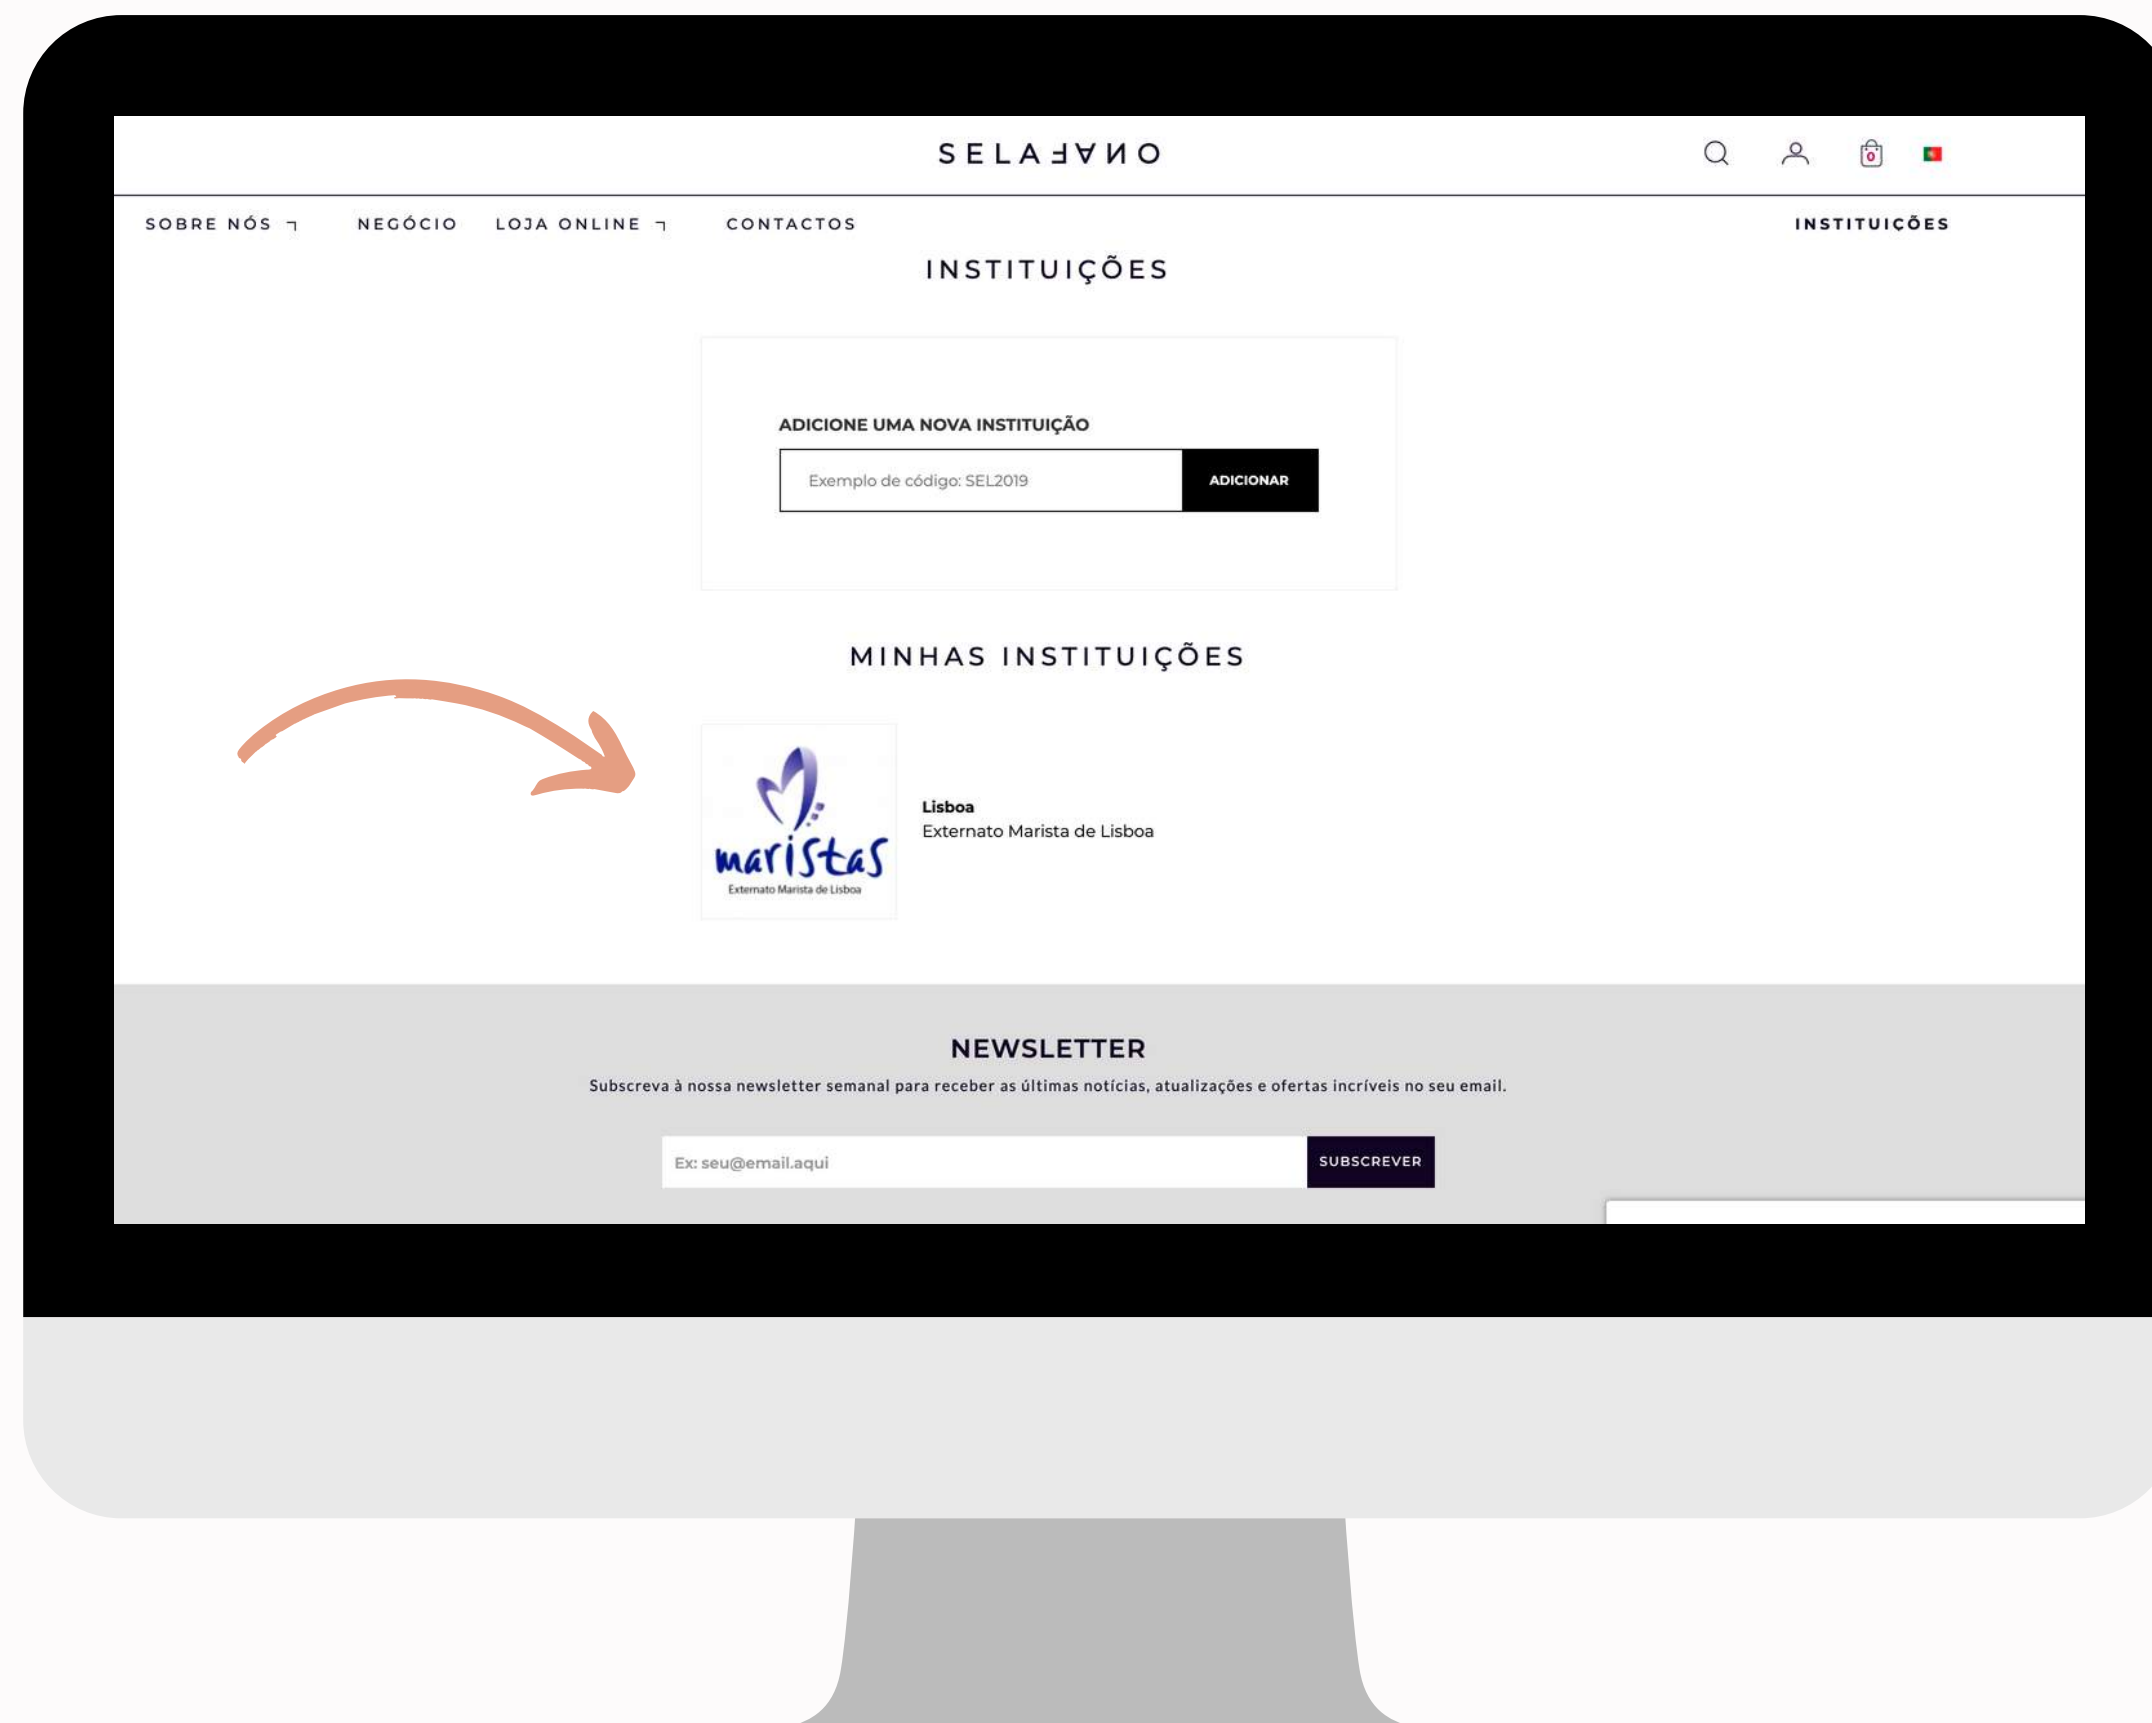 SELAFANO
0
SOBRE NÓS
NEGÓCIO
LOJA ONLINE
CONTACTOS
INSTITUIÇÕES
INSTITUIÇÕES
ADICIONE UMA NOVA INSTITUIÇÃO
Exemplo de código: SEL2019
ADICIONAR
MINHAS INSTITUIÇÕES
maristas
Externato Marista de Lisboa
Lisboa
Externato Marista de Lisboa
NEWSLETTER
Subscreva à nossa newsletter semanal para receber as últimas notícias, atualizações e ofertas incríveis no seu email.
Ex: seu@email.aqui
SUBSCREVER